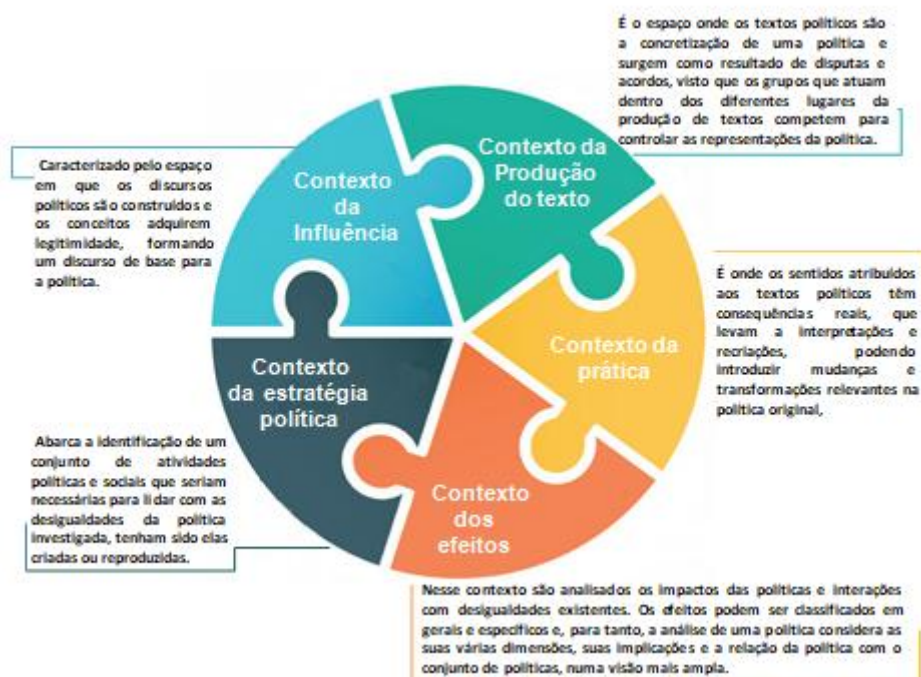 É o espaço onde os textos políticos são
a concretização de uma política e
surgem como resultado de disputas e
acordos, visto que os grupos que atuam
dentro dos diferentes lugares da
produção de textos competem para
controlar as representações da política.
Contexto da
Produção
do texto
Caracterizado pelo espaço
em que os discursos
políticos são construídos e
os conceitos adquirem
legitimidade, formando
um discurso de base para
a política.
Contexto
da
Influência
É onde os sentidos atribuídos
aos textos políticos têm
consequências reais, que
levam a interpretações e
recriações, podendo
introduzir mudanças e
transformações relevantes na
política original,
Contexto da
prática
Contexto
da estratégia
política
Abarca a identificação de um
conjunto de atividades
políticas e sociais que seriam
necessárias para lidar com as
desigualdades da política
investigada, tenham sido elas
criadas ou reproduzidas.
Contexto
dos
efeitos
Nesse contexto são analisados os impactos das políticas e interações
com desigualdades existentes. Os efeitos podem ser classificados em
gerais e específicos e, para tanto, a análise de uma política considera as
suas várias dimensões, suas implicações e a relação da política com o
conjunto de políticas, numa visão mais ampla.